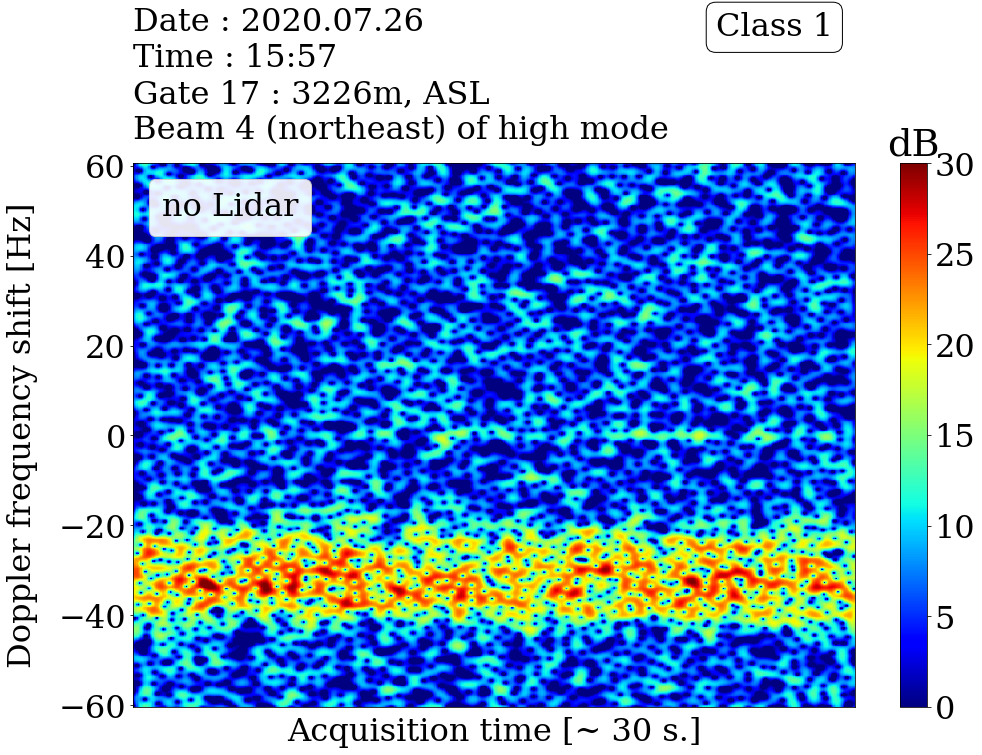 Date : 2020.07.26
Time : 15:57
Gate 17 : 3226m, ASL
Beam 4 (northeast) of high mode
Class 1
dB
no Lidar
Doppler frequency shift [Hz]
60
40
20
0
−20
−40
−60
30
25
20
15
10
5
0
Acquisition time [~ 30 s.]